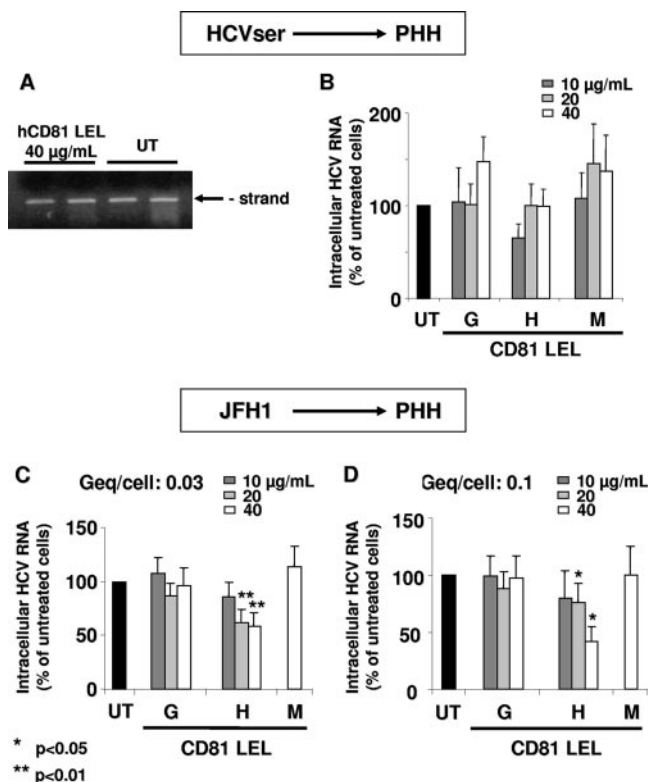 HCVser PHH
A
hCD81 LEL
40 µg/mL
UT
- strand
B
10 µg/mL
20
40
Intracellular HCV RNA
(% of untreated cells)
200
100
0
UT G H M
CD81 LEL
JFH1 PHH
C
Geq/cell: 0.03
10 µg/mL
20
40
Intracellular HCV RNA
(% of untreated cells)
150
100
50
0
** **
UT G H M
CD81 LEL
* p<0.05
** p<0.01
D
Geq/cell: 0.1
10 µg/mL
20
40
Intracellular HCV RNA
(% of untreated cells)
150
100
50
0
* *
UT G H M
CD81 LEL